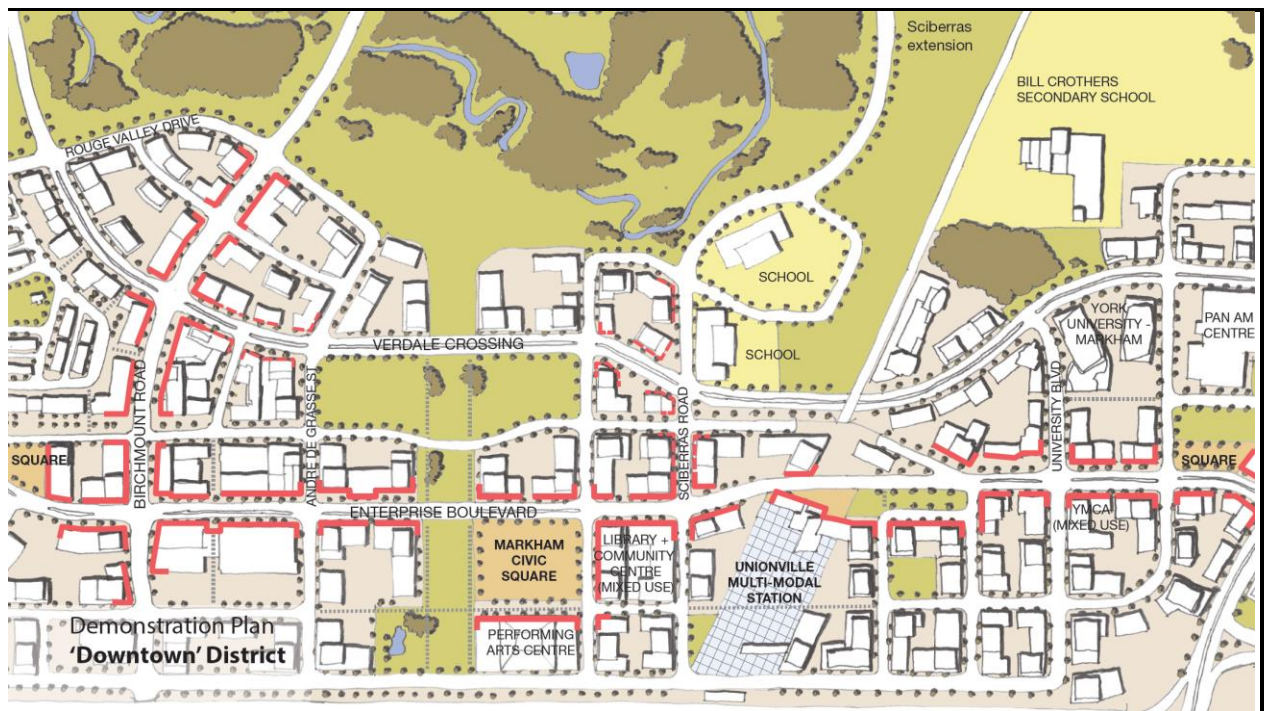 Sciberras
extension
BILL CROTHERS
SECONDARY SCHOOL
ROUGE VALLEY DRIVE
SCHOOL
YORK
UNIVERSITY -
MARKHAM
PAN AM
CENTRE
VERDALE CROSSING
SCHOOL
BIRCHMOUNT ROAD
ANDRE DE GRASSE ST
SCIBERRAS ROAD
UNIVERSITY BLVD
SQUARE
SQUARE
ENTERPRISE BOULEVARD
YMCA
(MIXED USE)
MARKHAM
CIVIC
SQUARE
LIBRARY +
COMMUNITY
CENTRE
(MIXED USE)
UNIONVILLE
MULTI-MODAL
STATION
PERFORMING
ARTS CENTRE
Demonstration Plan
'Downtown' District